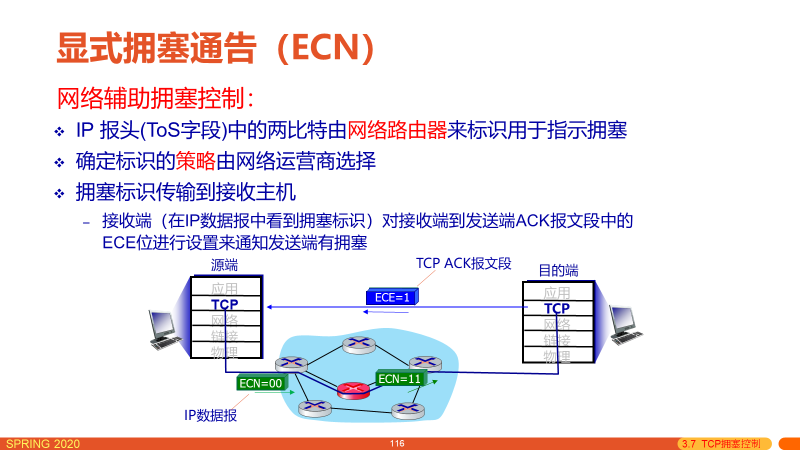 显式拥塞通告（ECN）
网络辅助拥塞控制：
IP 报头(ToS字段)中的两比特由网络路由器来标识用于指示拥塞
确定标识的策略由网络运营商选择
拥塞标识传输到接收主机
– 接收端（在IP数据报中看到拥塞标识）对接收端到发送端ACK报文段中的
ECE位进行设置来通知发送端有拥塞
源端
TCP ACK报文段
目的端
应用
TCP
网络
链接
物理
ECE=1
应用
TCP
网络
链接
物理
ECN=00
ECN=11
IP数据报
SPRING 2020
116
3.7 TCP拥塞控制